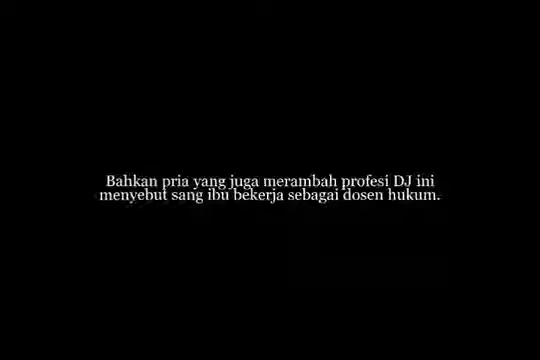 Bahkan pria yang juga merambah profesi DJ ini
menyebut sang ibu bekerja sebagai dosen hukum.